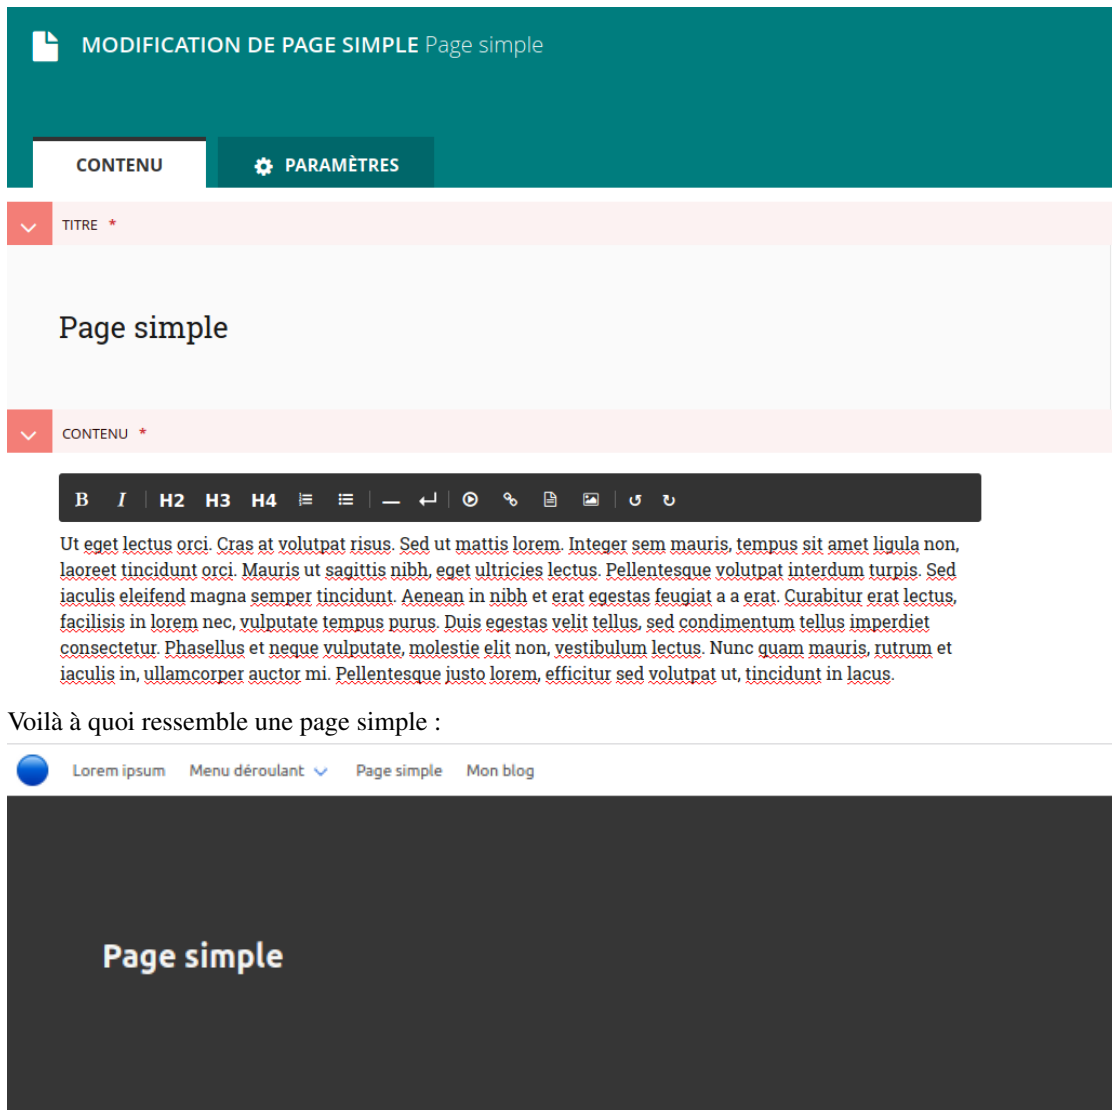 MODIFICATION DE PAGE SIMPLE Page simple
CONTENU PARAMÈTRES
TITRE *
Page simple
CONTENU *
B I H2 H3 H4
Ut eget lectus orci. Cras at volutpat risus. Sed ut mattis lorem. Integer sem mauris, tempus sit amet ligula non,
laoreet tincidunt orci. Mauris ut sagittis nibh, eget ultricies lectus. Pellentesque volutpat interdum turpis. Sed
iaculis eleifend magna semper tincidunt. Aenean in nibh et erat egestas feugiat a a erat. Curabitur erat lectus,
facilisis in lorem nec, vulputate tempus purus. Duis egestas velit tellus, sed condimentum tellus imperdiet
consectetur. Phasellus et neque vulputate, molestie elit non, vestibulum lectus. Nunc quam mauris, rutrum et
iaculis in, ullamcorper auctor mi. Pellentesque justo lorem, efficitur sed volutpat ut, tincidunt in lacus.
Voilà à quoi ressemble une page simple :
Lorem ipsum Menu déroulant Page simple Mon blog
Page simple